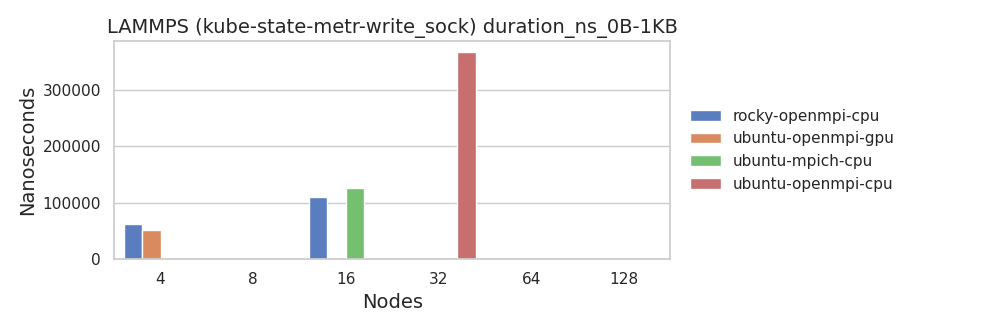 LAMMPS (kube-state-metr-write_sock) duration_ns_0B-1KB
Nanoseconds
300000
200000
100000
0
4 8 16 32 64 128
Nodes
rocky-openmpi-cpu
ubuntu-openmpi-gpu
ubuntu-mpich-cpu
ubuntu-openmpi-cpu